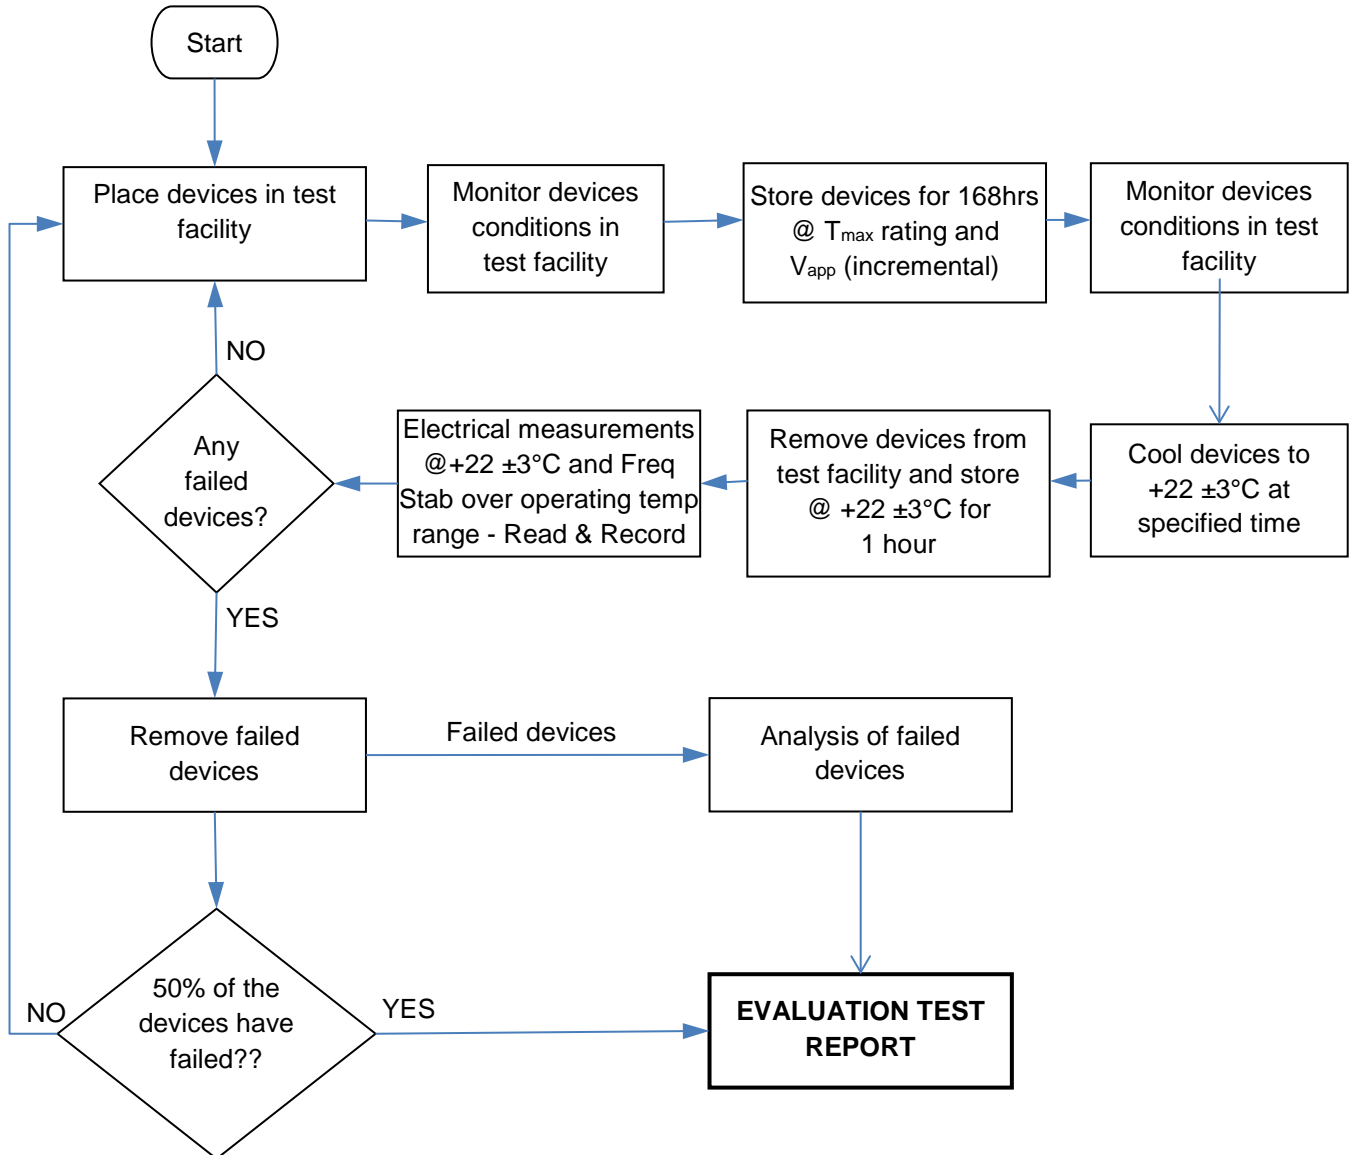 Start
Place devices in test
facility
Monitor devices
conditions in
test facility
Store devices for 168hrs
@ Tmax rating and
Vapp (incremental)
Monitor devices
conditions in test
facility
Cool devices to
+22 ±3°C at
specified time
Remove devices from
test facility and store
@ +22 ±3°C for
1 hour
Electrical measurements
@+22 ±3°C and Freq
Stab over operating temp
range - Read & Record
Any
failed
devices?
NO
YES
Remove failed
devices
Failed devices
Analysis of failed
devices
50% of the
devices have
failed??
NO
YES
EVALUATION TEST
REPORT